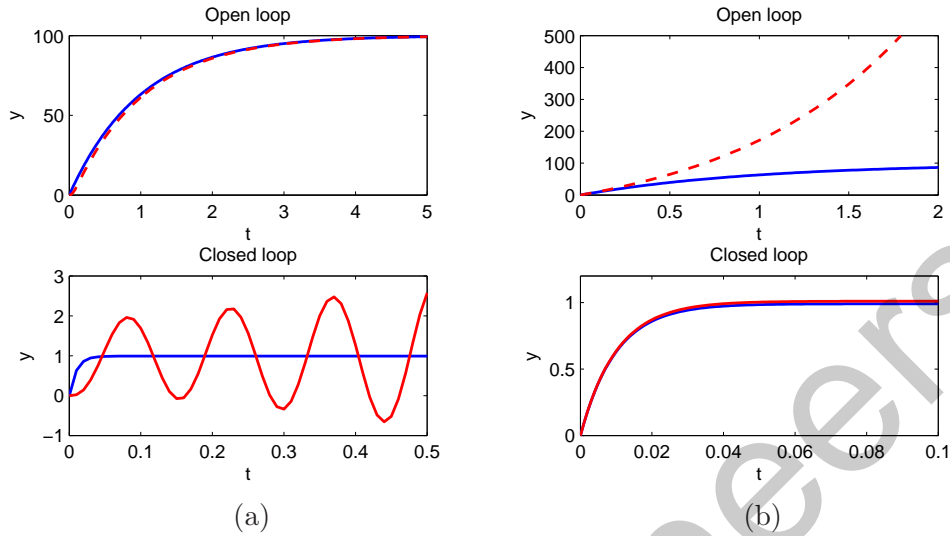 Open loop
100
50
0
y
0 1 2 3 4 5
t
Closed loop
3
2
1
0
−1
y
0 0.1 0.2 0.3 0.4 0.5
t
(a)
Open loop
500
400
300
200
100
0
y
0 0.5 1 1.5 2
t
Closed loop
1
0.5
0
y
0 0.02 0.04 0.06 0.08 0.1
t
(b)